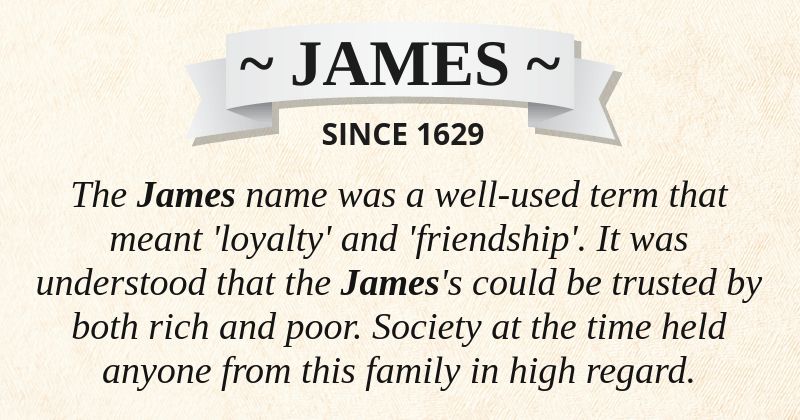 ~ JAMES ~
SINCE 1629
The James name was a well-used term that
meant 'loyalty' and 'friendship'. It was
understood that the James's could be trusted by
both rich and poor. Society at the time held
anyone from this family in high regard.